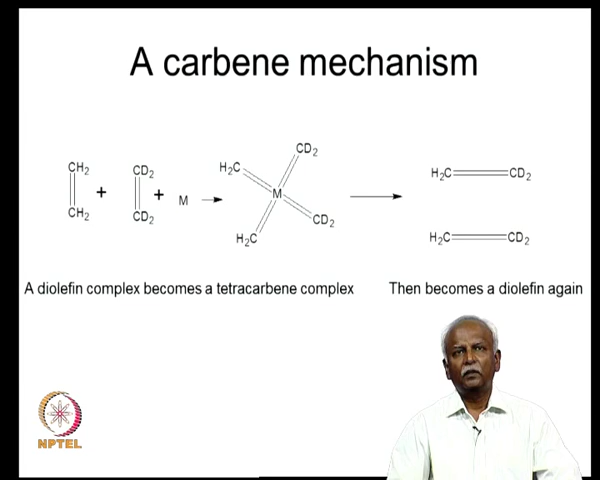 A carbene mechanism
CH2 CD2 + CD2 + M H2C CD2 M CD2 H2C H2C CD2
CH2 CD2 H2C CD2
A diolefin complex becomes a tetracarbene complex Then becomes a diolefin again
NPTEL